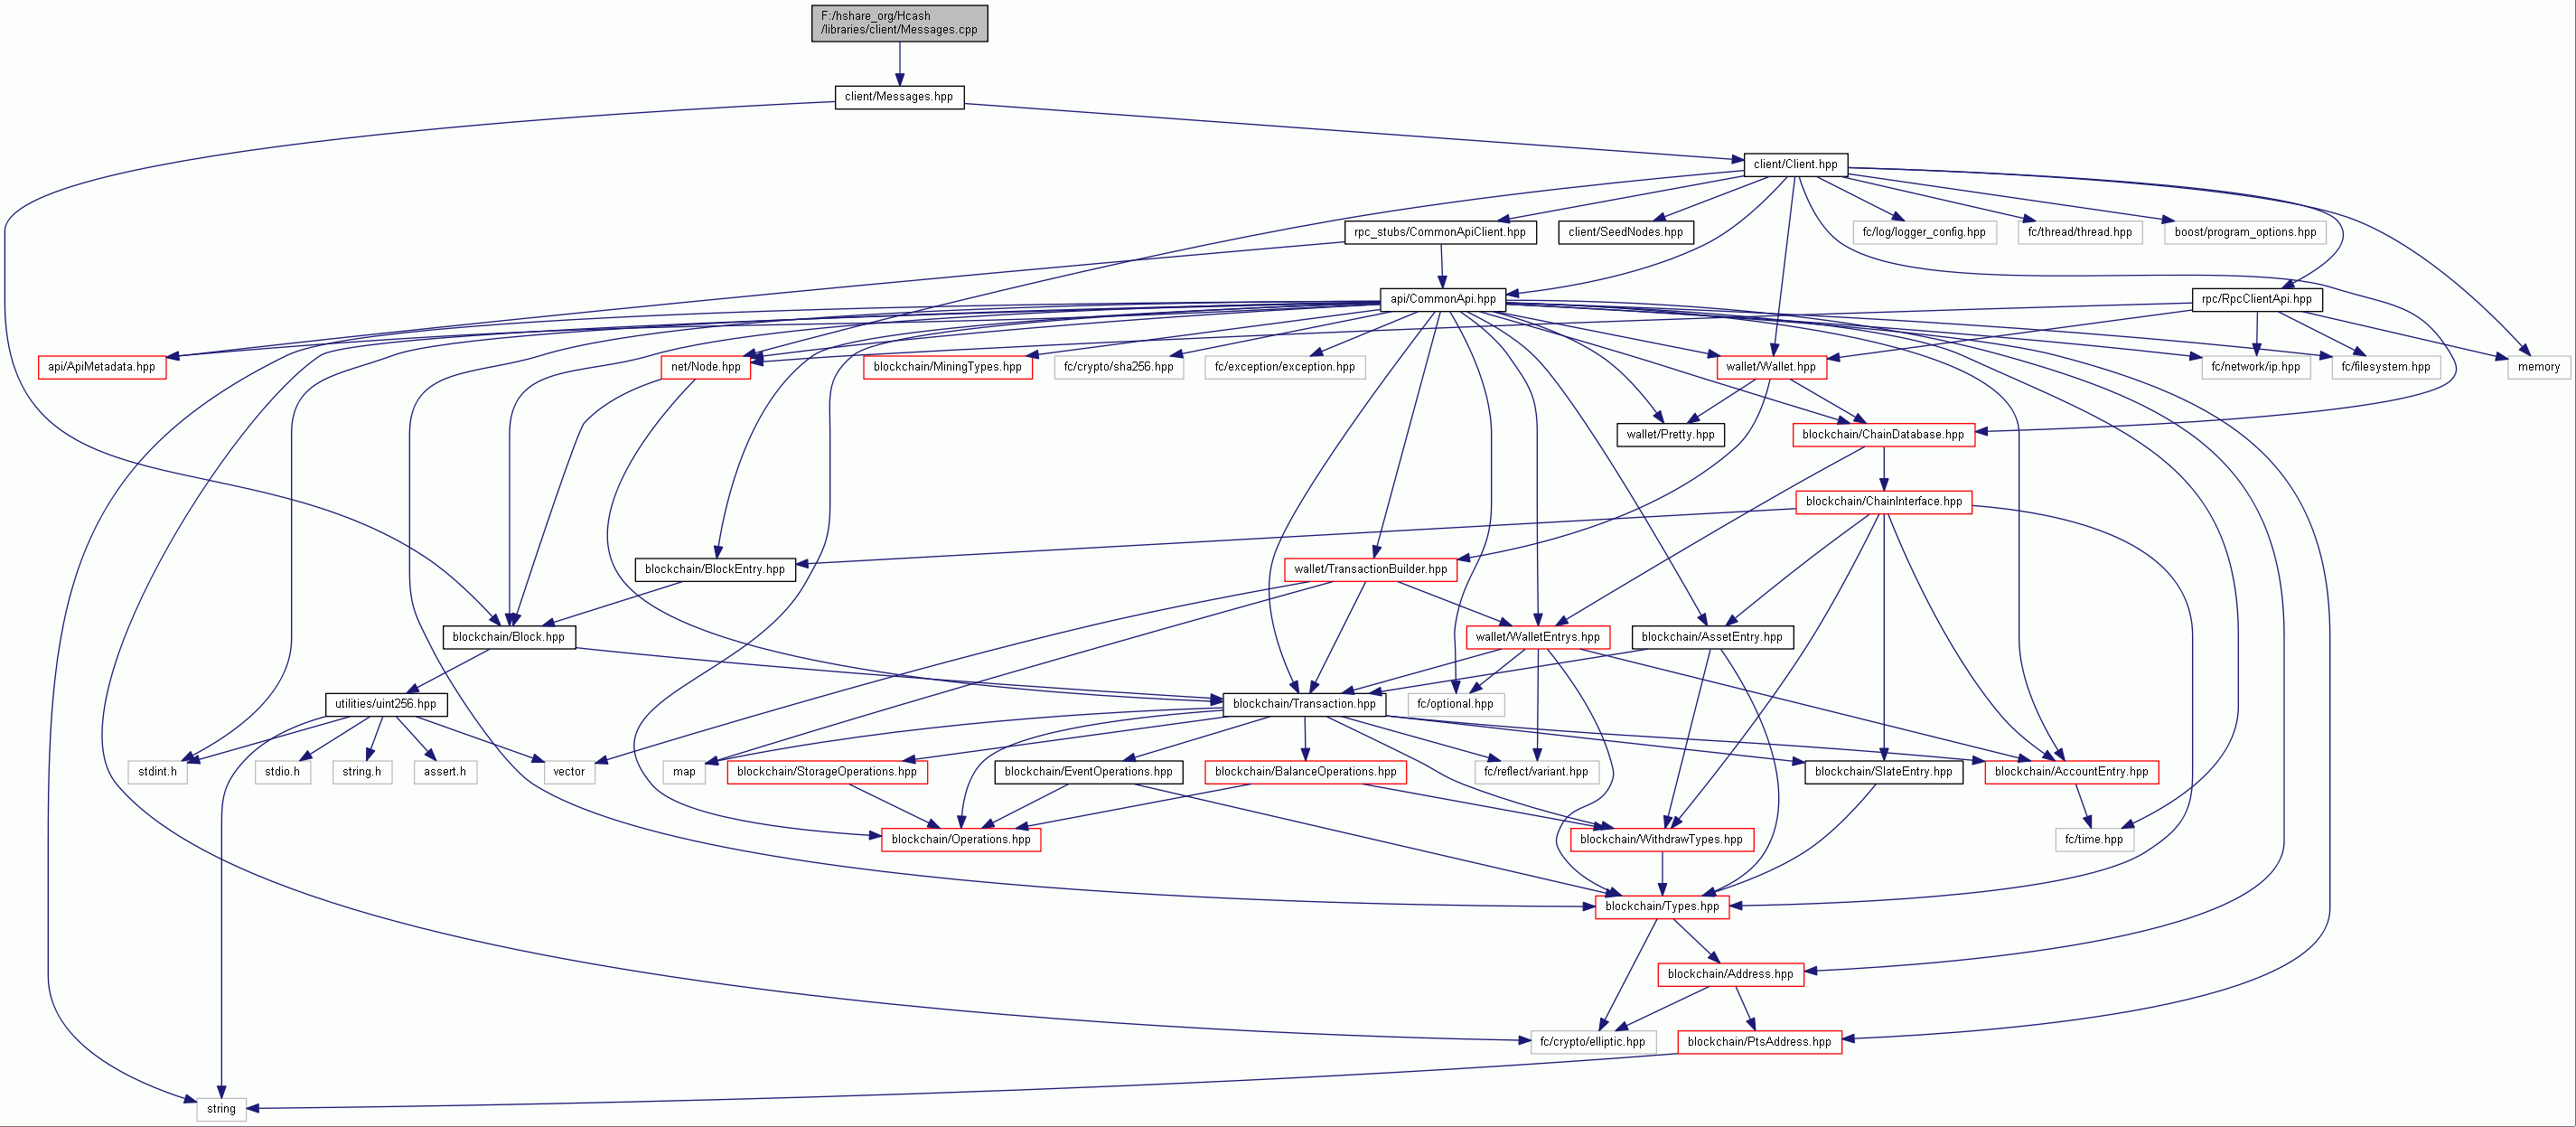 F:/hshare_org/Hcash
/libraries/client/Messages.cpp
client/Messages.hpp
client/Client.hpp
rpc_stubs/CommonApiClient.hpp
client/SeedNodes.hpp
fc/log/logger_config.hpp
fc/thread/thread.hpp
boost/program_options.hpp
api/CommonApi.hpp
rpc/RpcClientApi.hpp
api/ApiMetadata.hpp
net/Node.hpp
blockchain/MiningTypes.hpp
fc/crypto/sha256.hpp
fc/exception/exception.hpp
wallet/Wallet.hpp
fc/network/ip.hpp
fc/filesystem.hpp
memory
wallet/Pretty.hpp
blockchain/ChainDatabase.hpp
blockchain/ChainInterface.hpp
blockchain/BlockEntry.hpp
wallet/TransactionBuilder.hpp
blockchain/Block.hpp
wallet/WalletEntrys.hpp
blockchain/AssetEntry.hpp
utilities/uint256.hpp
blockchain/Transaction.hpp
fc/optional.hpp
stdint.h
stdio.h
string.h
assert.h
vector
map
blockchain/StorageOperations.hpp
blockchain/EventOperations.hpp
blockchain/BalanceOperations.hpp
fc/reflect/variant.hpp
blockchain/SlateEntry.hpp
blockchain/AccountEntry.hpp
blockchain/Operations.hpp
blockchain/WithdrawTypes.hpp
fc/time.hpp
blockchain/Types.hpp
blockchain/Address.hpp
fc/crypto/elliptic.hpp
blockchain/PtsAddress.hpp
string